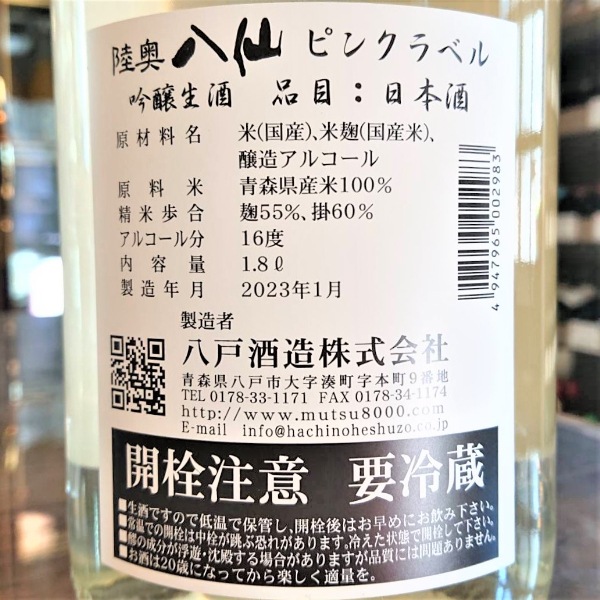 陸奥八仙 ピンクラベル
吟醸生酒 品目：日本酒
原材料名 米(国産)、米麹(国産米)、
醸造アルコール
原料米 青森県産米100%
精米歩合 麹55%、掛60%
アルコール分 16度
内容量 1.8ℓ
製造年月 2023年1月
製造者
八戸酒造株式会社
青森県八戸市大字湊町字本町9番地
TEL 0178-33-1171 FAX 0178-34-1174
http://www.mutsu8000.com
E-mail info@hachinoheshuzo.co.jp
4947965002983
開栓注意 要冷蔵
■生酒ですので低温で保管し、開栓後はお早めにお飲み下さい。
■常温での開栓は中栓が跳ぶ恐れがあります。冷えた状態で開栓して下さい。
■醪の成分が浮遊・沈殿する場合がありますが品質には問題ありません。
■お酒は20歳になってから楽しく適量を。